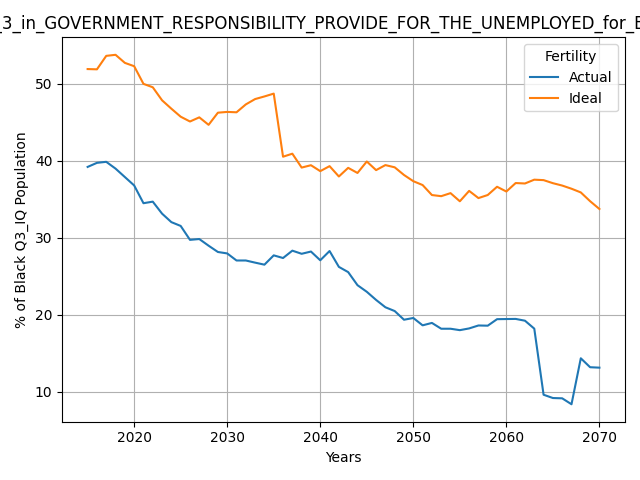 _3_in_GOVERNMENT_RESPONSIBILITY_PROVIDE_FOR_THE_UNEMPLOYED_for_
Fertility
Actual
Ideal
% of Black Q3_IQ Population
50
40
30
20
10
2020 2030 2040 2050 2060 2070
Years